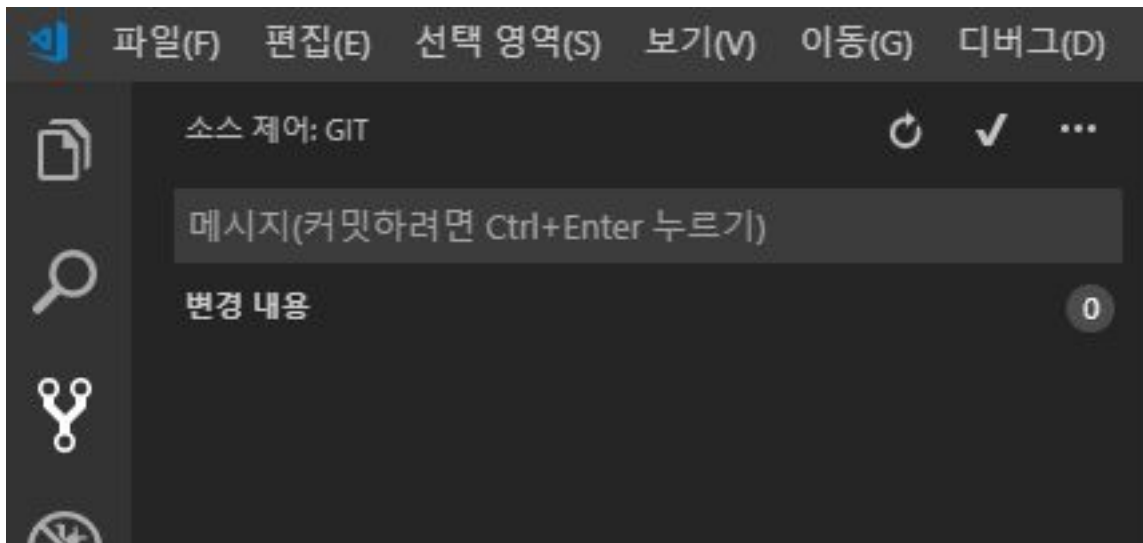 파일(F) 편집(E) 선택 영역(S) 보기(V) 이동(G) 디버그(D)
소스 제어: GIT
메시지(커밋하려면 Ctrl+Enter 누르기)
변경 내용 0